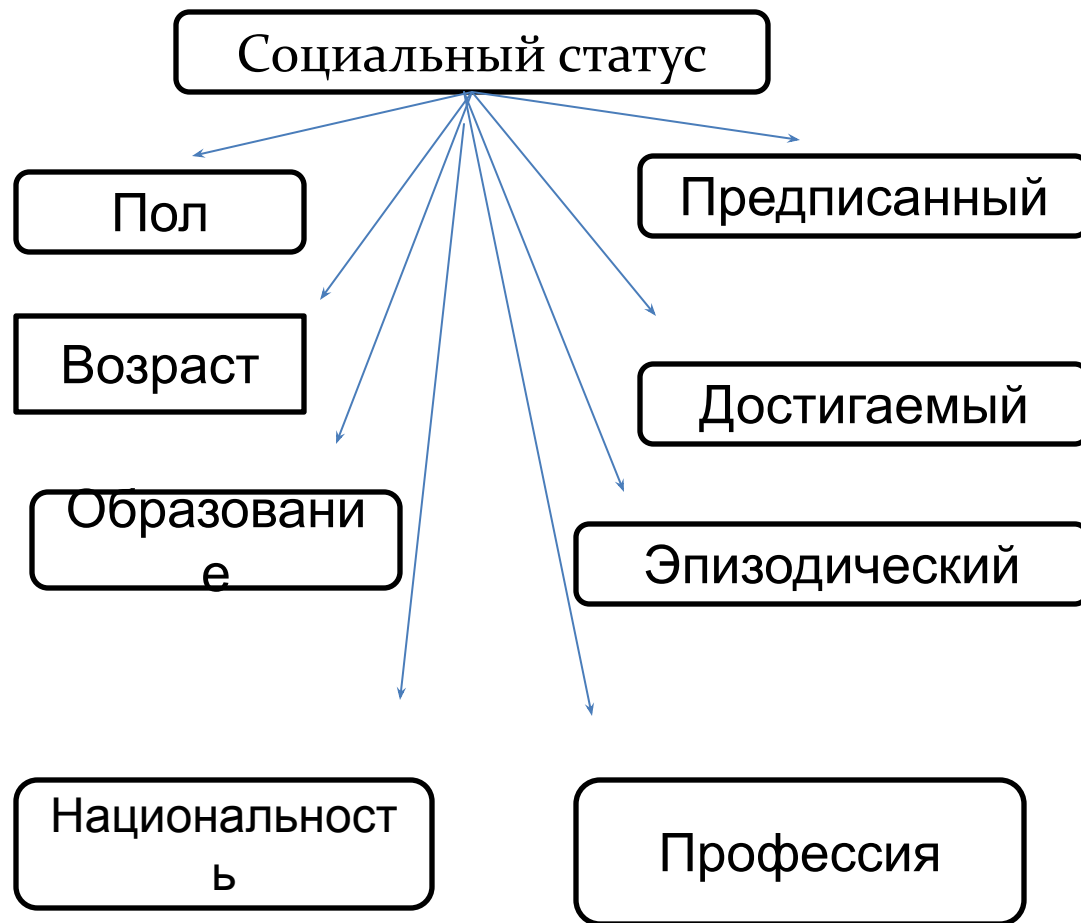 Социальный статус
Пол
Предписанный
Возраст
Достигаемый
Образовани
е
Эпизодический
Национальност
ь
Профессия